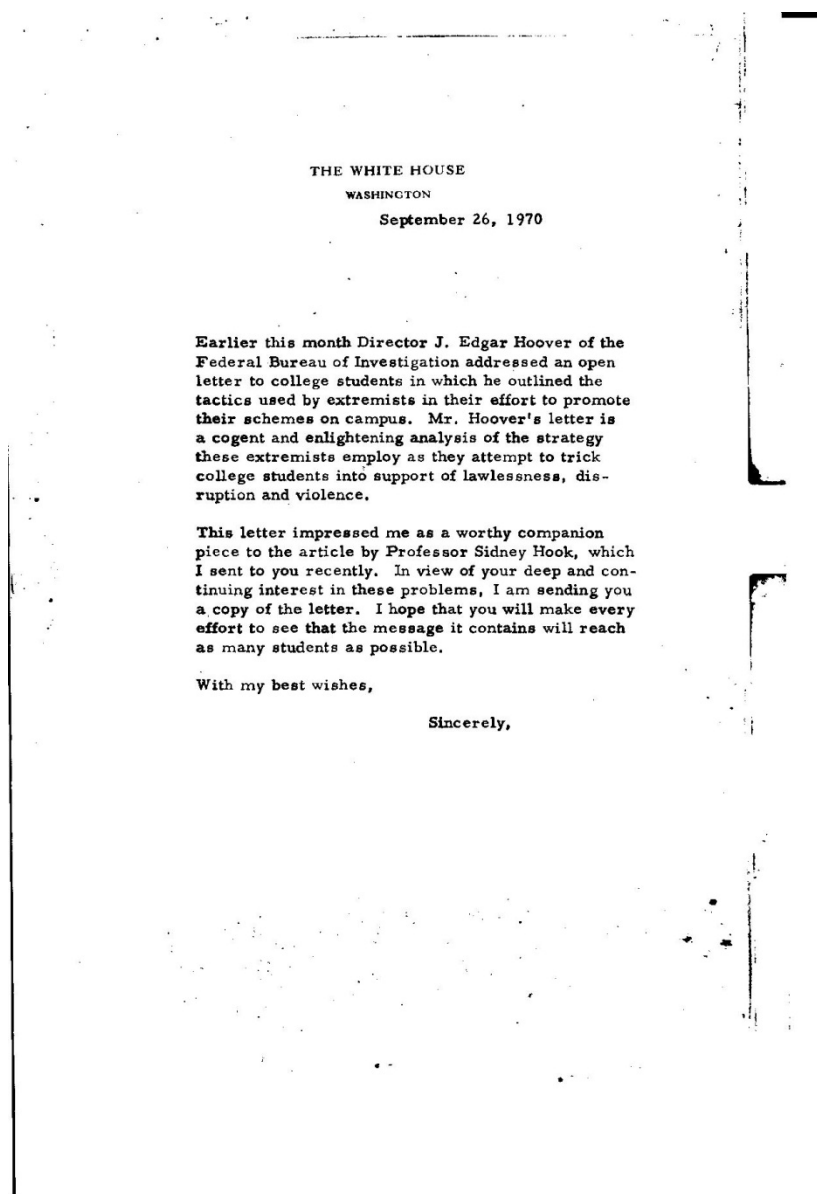 THE WHITE HOUSE
WASHINGTON
September 26, 1970
Earlier this month Director J. Edgar Hoover of the
Federal Bureau of Investigation addressed an open
letter to college students in which he outlined the
tactics used by extremists in their effort to promote
their schemes on campus. Mr. Hoover's letter is
a cogent and enlightening analysis of the strategy
these extremists employ as they attempt to trick
college students into support of lawlessness, dis-
ruption and violence.
This letter impressed me as a worthy companion
piece to the article by Professor Sidney Hook, which
I sent to you recently. In view of your deep and con-
tinuing interest in these problems, I am sending you
a copy of the letter. I hope that you will make every
effort to see that the message it contains will reach
as many students as possible.
With my best wishes,
Sincerely,